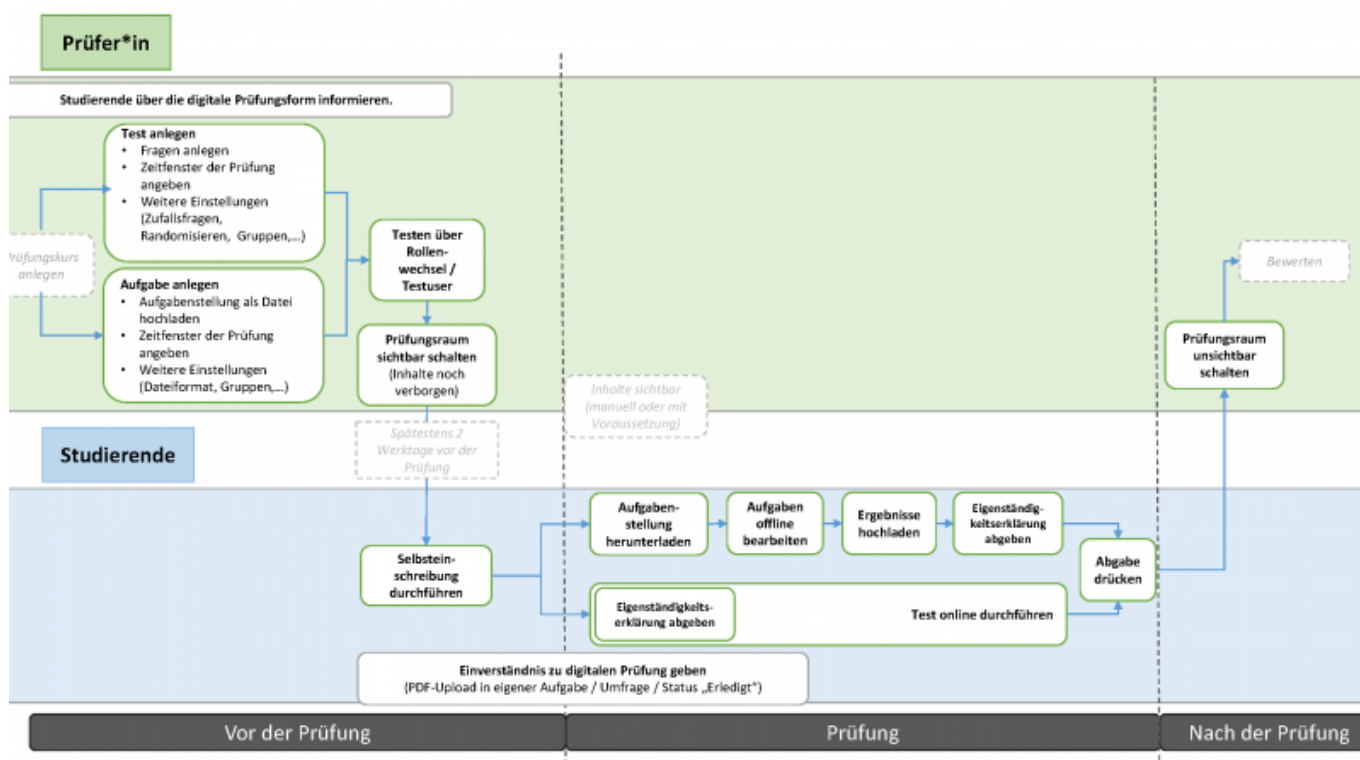 Prüfer*in
Studierende über die digitale Prüfungsform informieren.
Test anlegen
• Fragen anlegen
• Zeitfenster der Prüfung
angeben
• Weitere Einstellungen
(Zufallsfragen,
Randomisieren, Gruppen,...)
Prüfungskurs
anlegen
Aufgabe anlegen
• Aufgabenstellung als Datei
hochladen
• Zeitfenster der Prüfung
angeben
• Weitere Einstellungen
(Dateiformat, Gruppen,...)
Testen über
Rollen-
wechsel /
Testuser
Prüfungsraum
sichtbar schalten
(Inhalte noch
verborgen)
Inhalte sichtbar
(manuell oder mit
Voraussetzung)
Bewerten
Prüfungsraum
unsichtbar
schalten
Studierende
Spätestens 2
Werktage vor der
Prüfung
Selbstein-
schreibung
durchführen
Aufgaben-
stellung
herunterladen
Aufgaben
offline
bearbeiten
Ergebnisse
hochladen
Eigenständig-
keitserklärung
abgeben
Abgabe
drücken
Eigenständigkeits-
erklärung abgeben
Test online durchführen
Einverständnis zu digitalen Prüfung geben
(PDF-Upload in eigener Aufgabe / Umfrage / Status „Erledigt“)
Vor der Prüfung
Prüfung
Nach der Prüfung